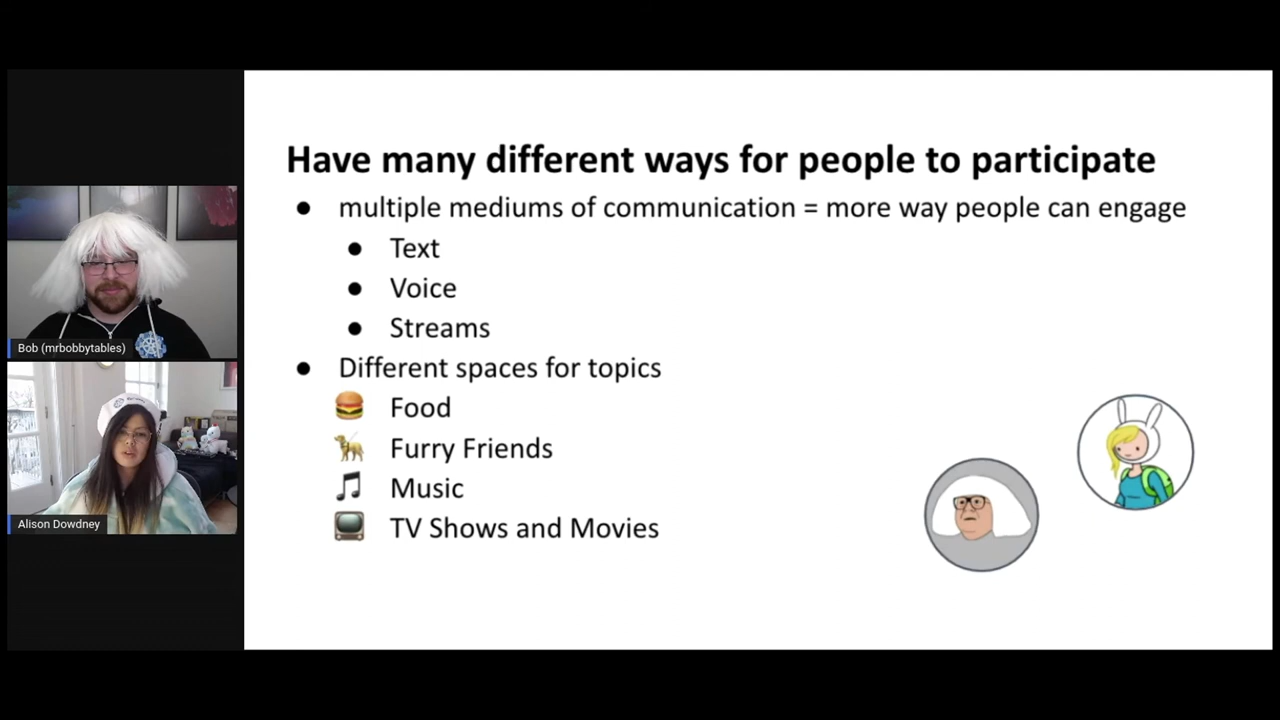 Have many different ways for people to participate
multiple mediums of communication = more way people can engage
Text
Voice
Streams
Different spaces for topics
Food
Furry Friends
Music
TV Shows and Movies
Bob (mrbobbytables)
Alison Dowdney